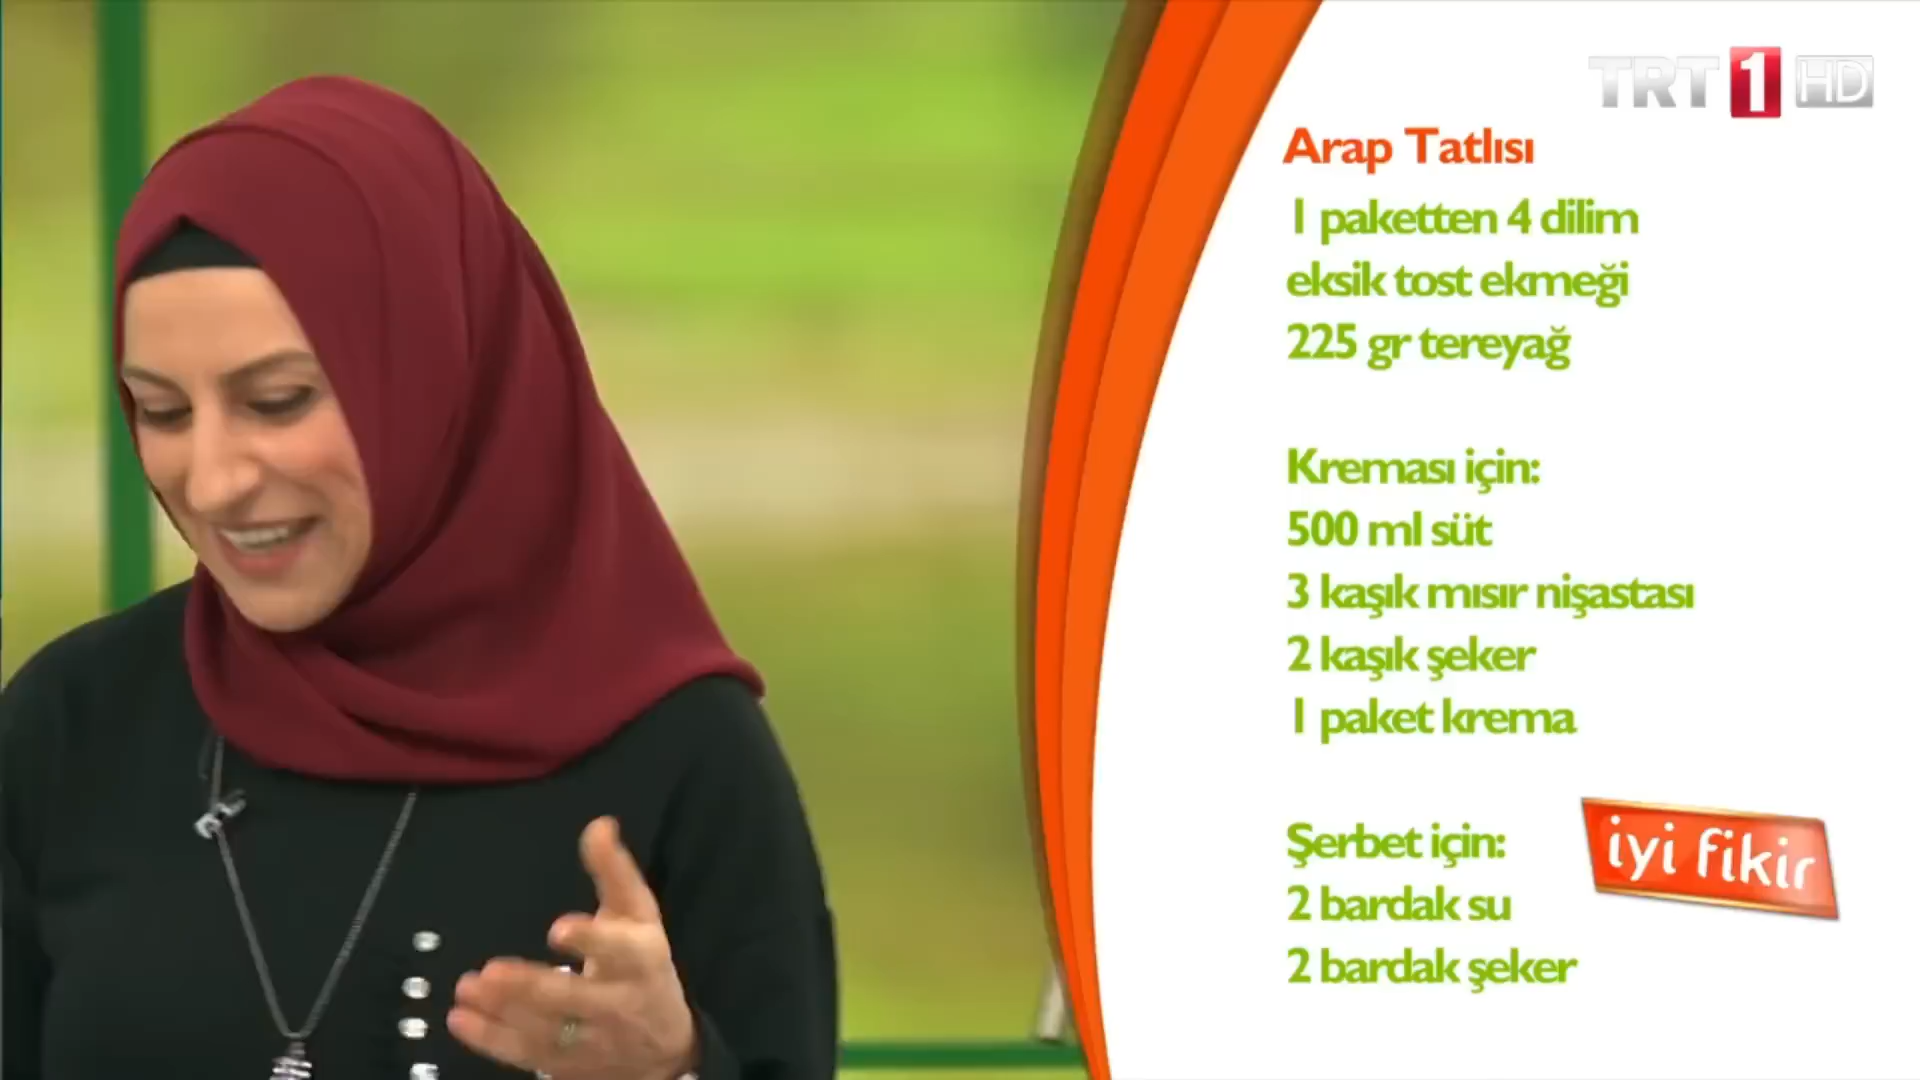 TRT 1 HD
Arap Tatlısı
1 paketten 4 dilim
eksik tost ekmeği
225 gr tereyağ
Kreması için:
500 ml süt
3 kaşık mısır nişastası
2 kaşık şeker
1 paket krema
Şerbet için:
2 bardak su
2 bardak şeker
iyi fikir